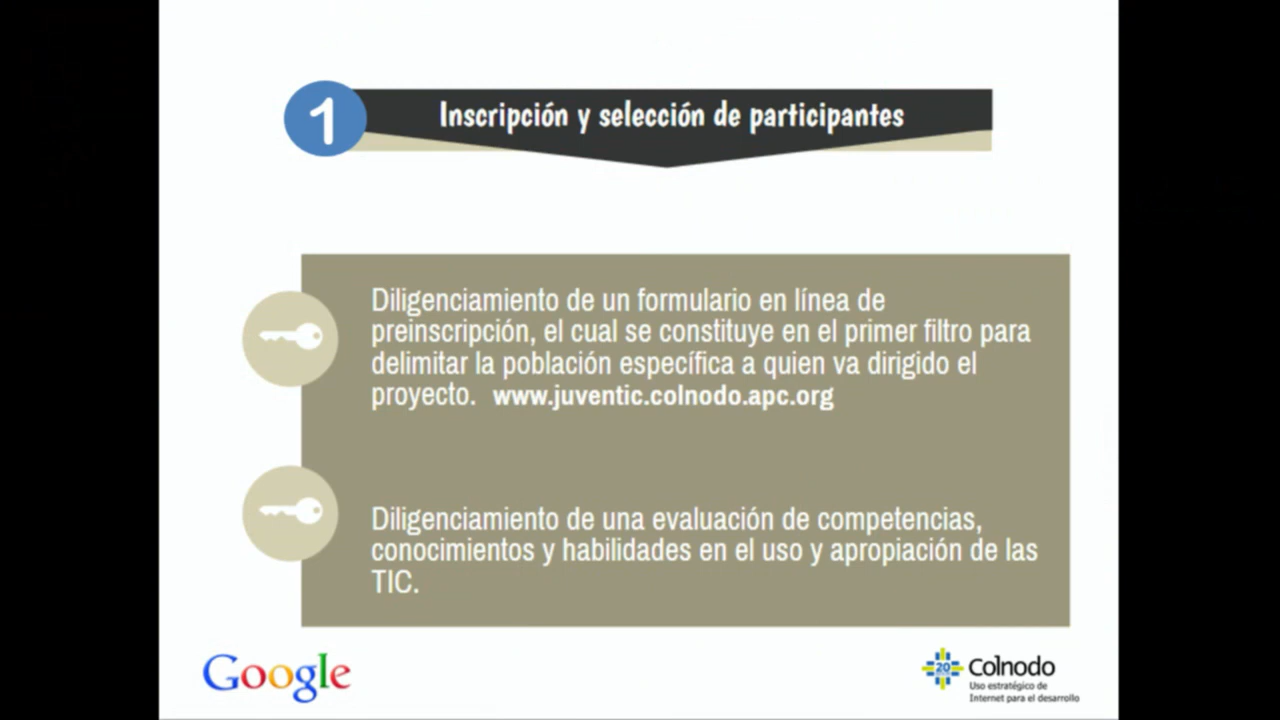 1
Inscripción y selección de participantes
Diligenciamiento de un formulario en línea de
preinscripción, el cual se constituye en el primer filtro para
delimitar la población específica a quien va dirigido el
proyecto. www.juventic.colnodo.apc.org
Diligenciamiento de una evaluación de competencias,
conocimientos y habilidades en el uso y apropiación de las
TIC.
Google
20
Colnodo
Uso estratégico de
Internet para el desarrollo